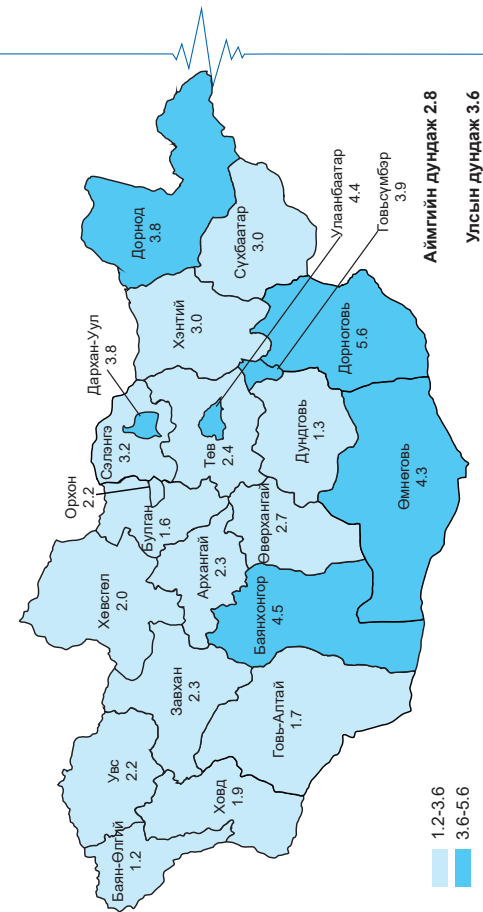 Баян-Өлгий
1.2
Увс
2.2
Ховд
1.9
Завхан
2.3
Говь-Алтай
1.7
Хөвсгөл
2.0
Архангай
2.3
Баянхонгор
4.5
Орхон
2.2
Булган
1.6
Өвөрхангай
2.7
Сэлэнгэ
3.2
Дархан-Уул
3.8
Төв
2.4
Дундговь
1.3
Өмнөговь
4.3
Хэнтий
3.0
Дорноговь
5.6
Дорнод
3.8
Сүхбаатар
3.0
Улаанбаатар
4.4
Говьсүмбэр
3.9
Аймгийн дундаж 2.8
Улсын дундаж 3.6
1.2-3.6
3.6-5.6